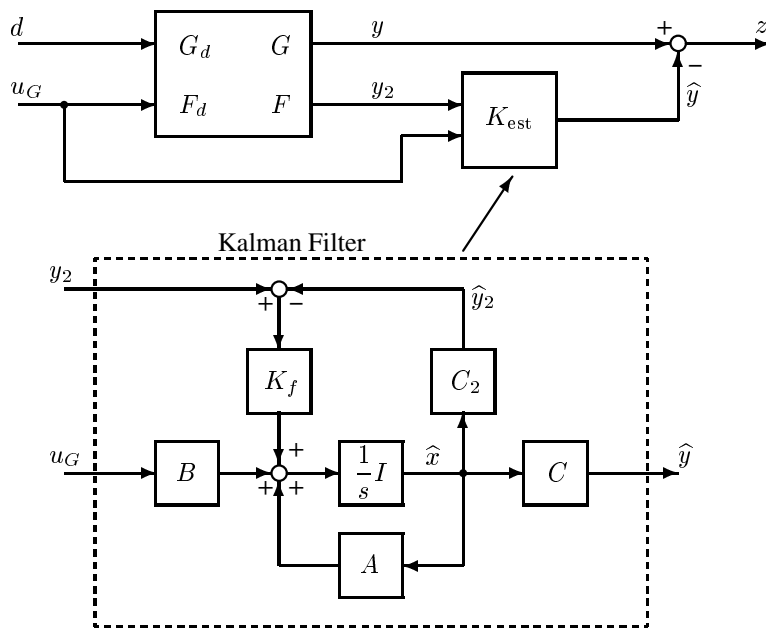 d
G_d G
y
+
z
u_G
F_d F
y_2
−
ŷ
K_est
Kalman Filter
y_2
+ −
ŷ_2
K_f
C_2
u_G
B
+
+ +
1/s I
x̂
C
ŷ
A